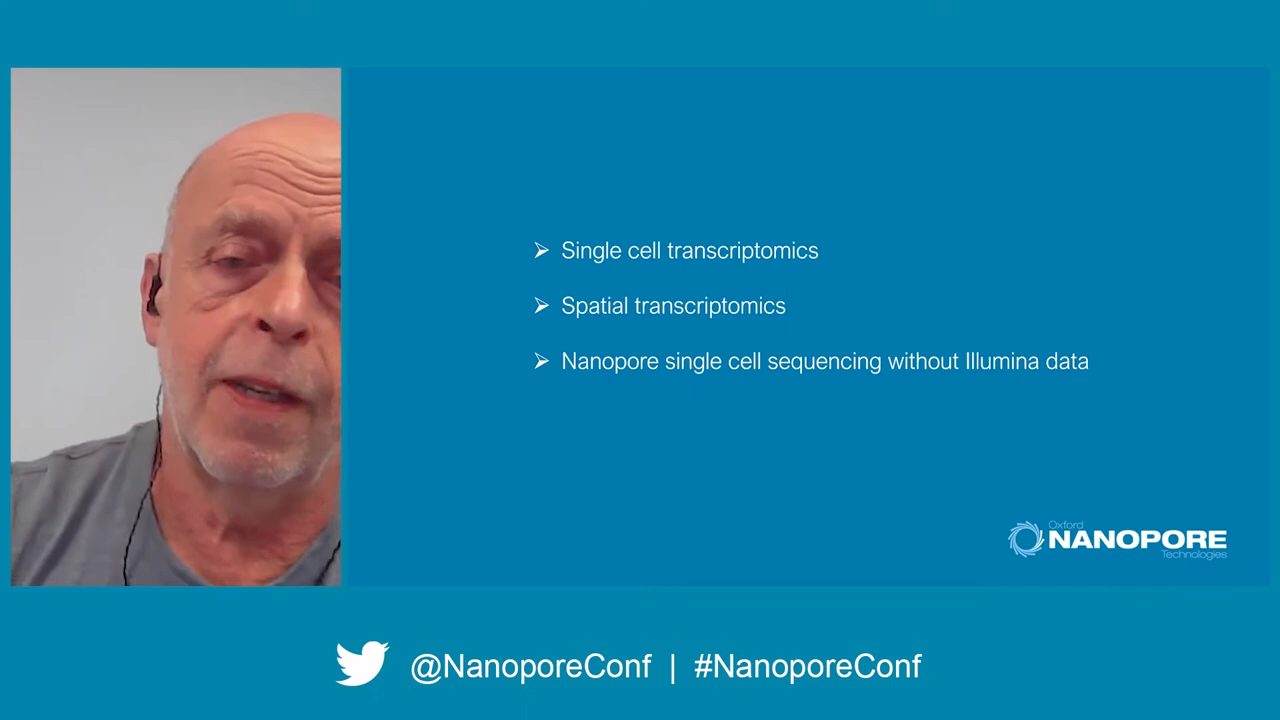 Single cell transcriptomics
Spatial transcriptomics
Nanopore single cell sequencing without Illumina data
Oxford
NANOPORE
Technologies
@NanoporeConf | #NanoporeConf